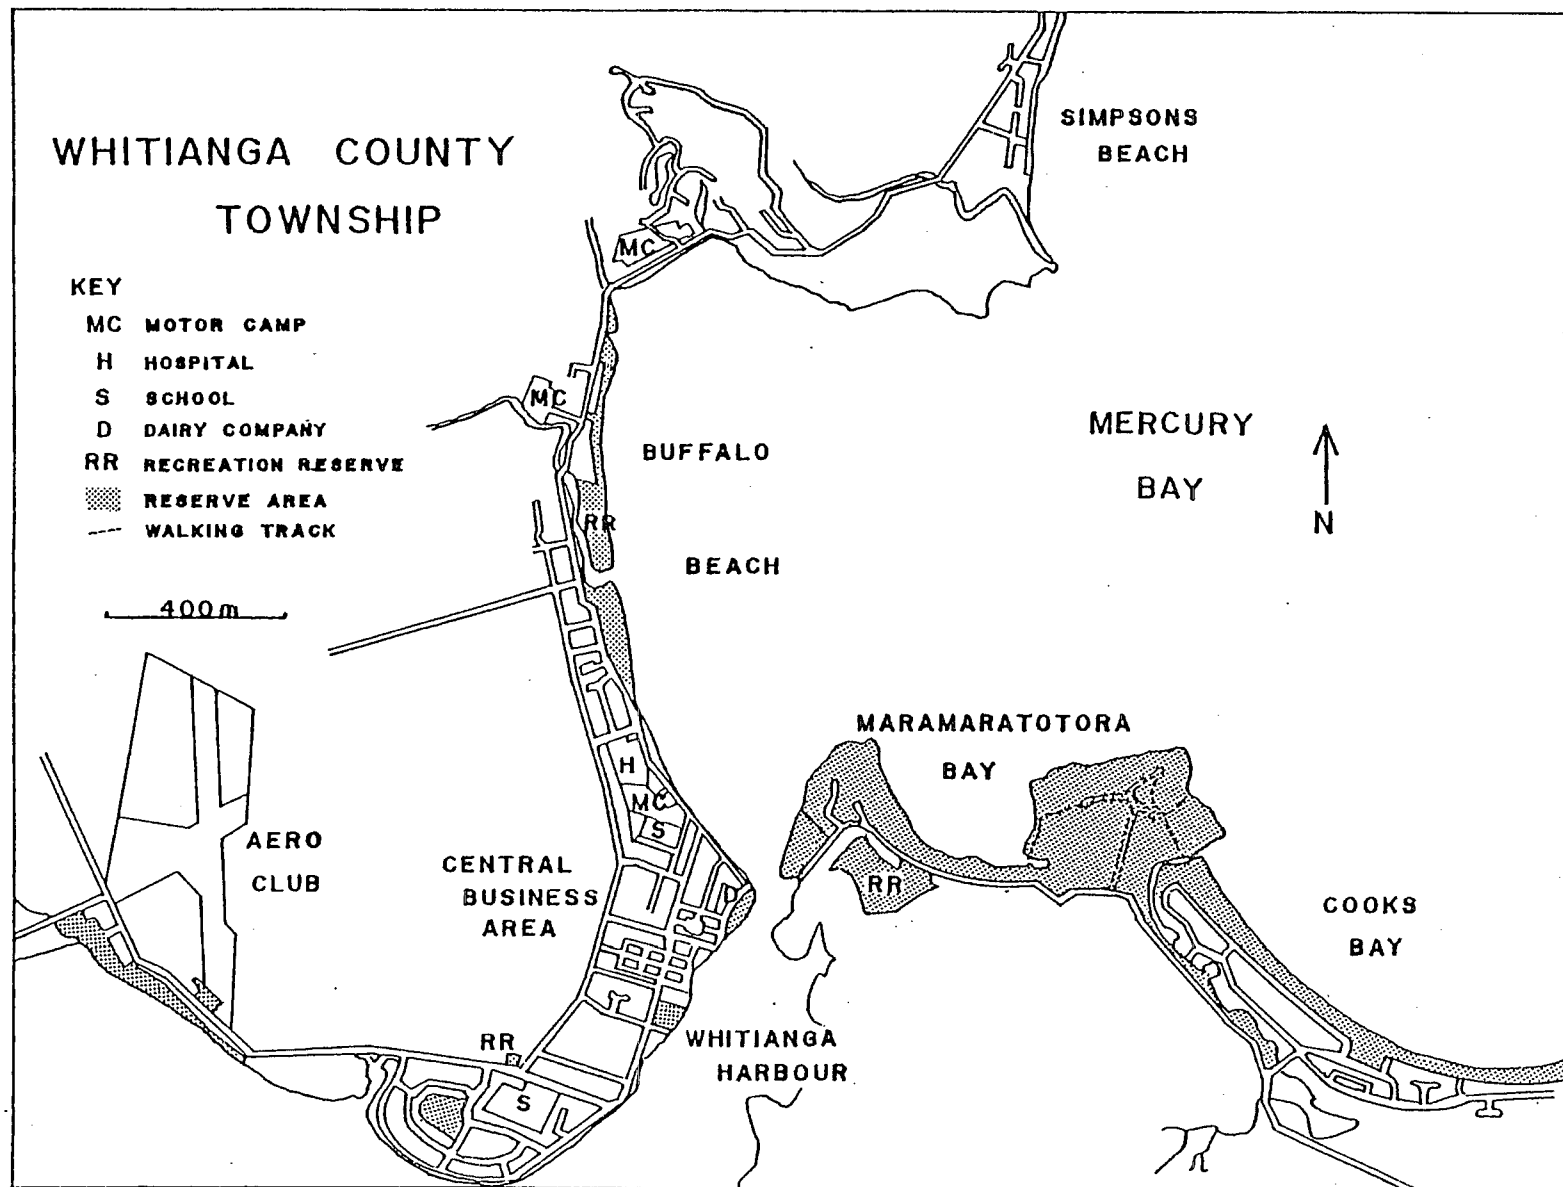 WHITIANGA COUNTY
TOWNSHIP
KEY
MC MOTOR CAMP
H HOSPITAL
S SCHOOL
D DAIRY COMPANY
RR RECREATION RESERVE
RESERVE AREA
WALKING TRACK
400m
SIMPSONS
BEACH
MC
MC
BUFFALO
RR
BEACH
MERCURY
BAY
N
MARAMARATOTORA
BAY
H
MC
S
D
RR
AERO
CLUB
CENTRAL
BUSINESS
AREA
COOKS
BAY
RR
S
WHITIANGA
HARBOUR